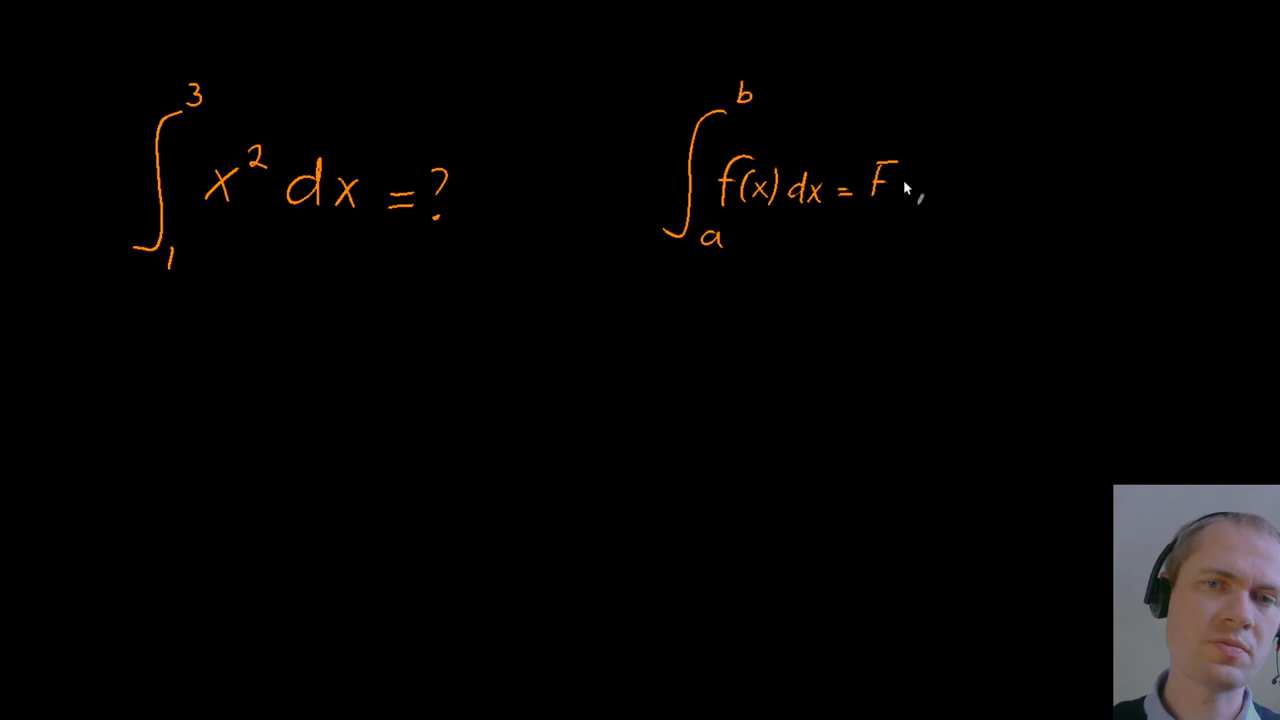 ∫₁³ x² dx = ?
∫ₐᵇ f(x) dx = F